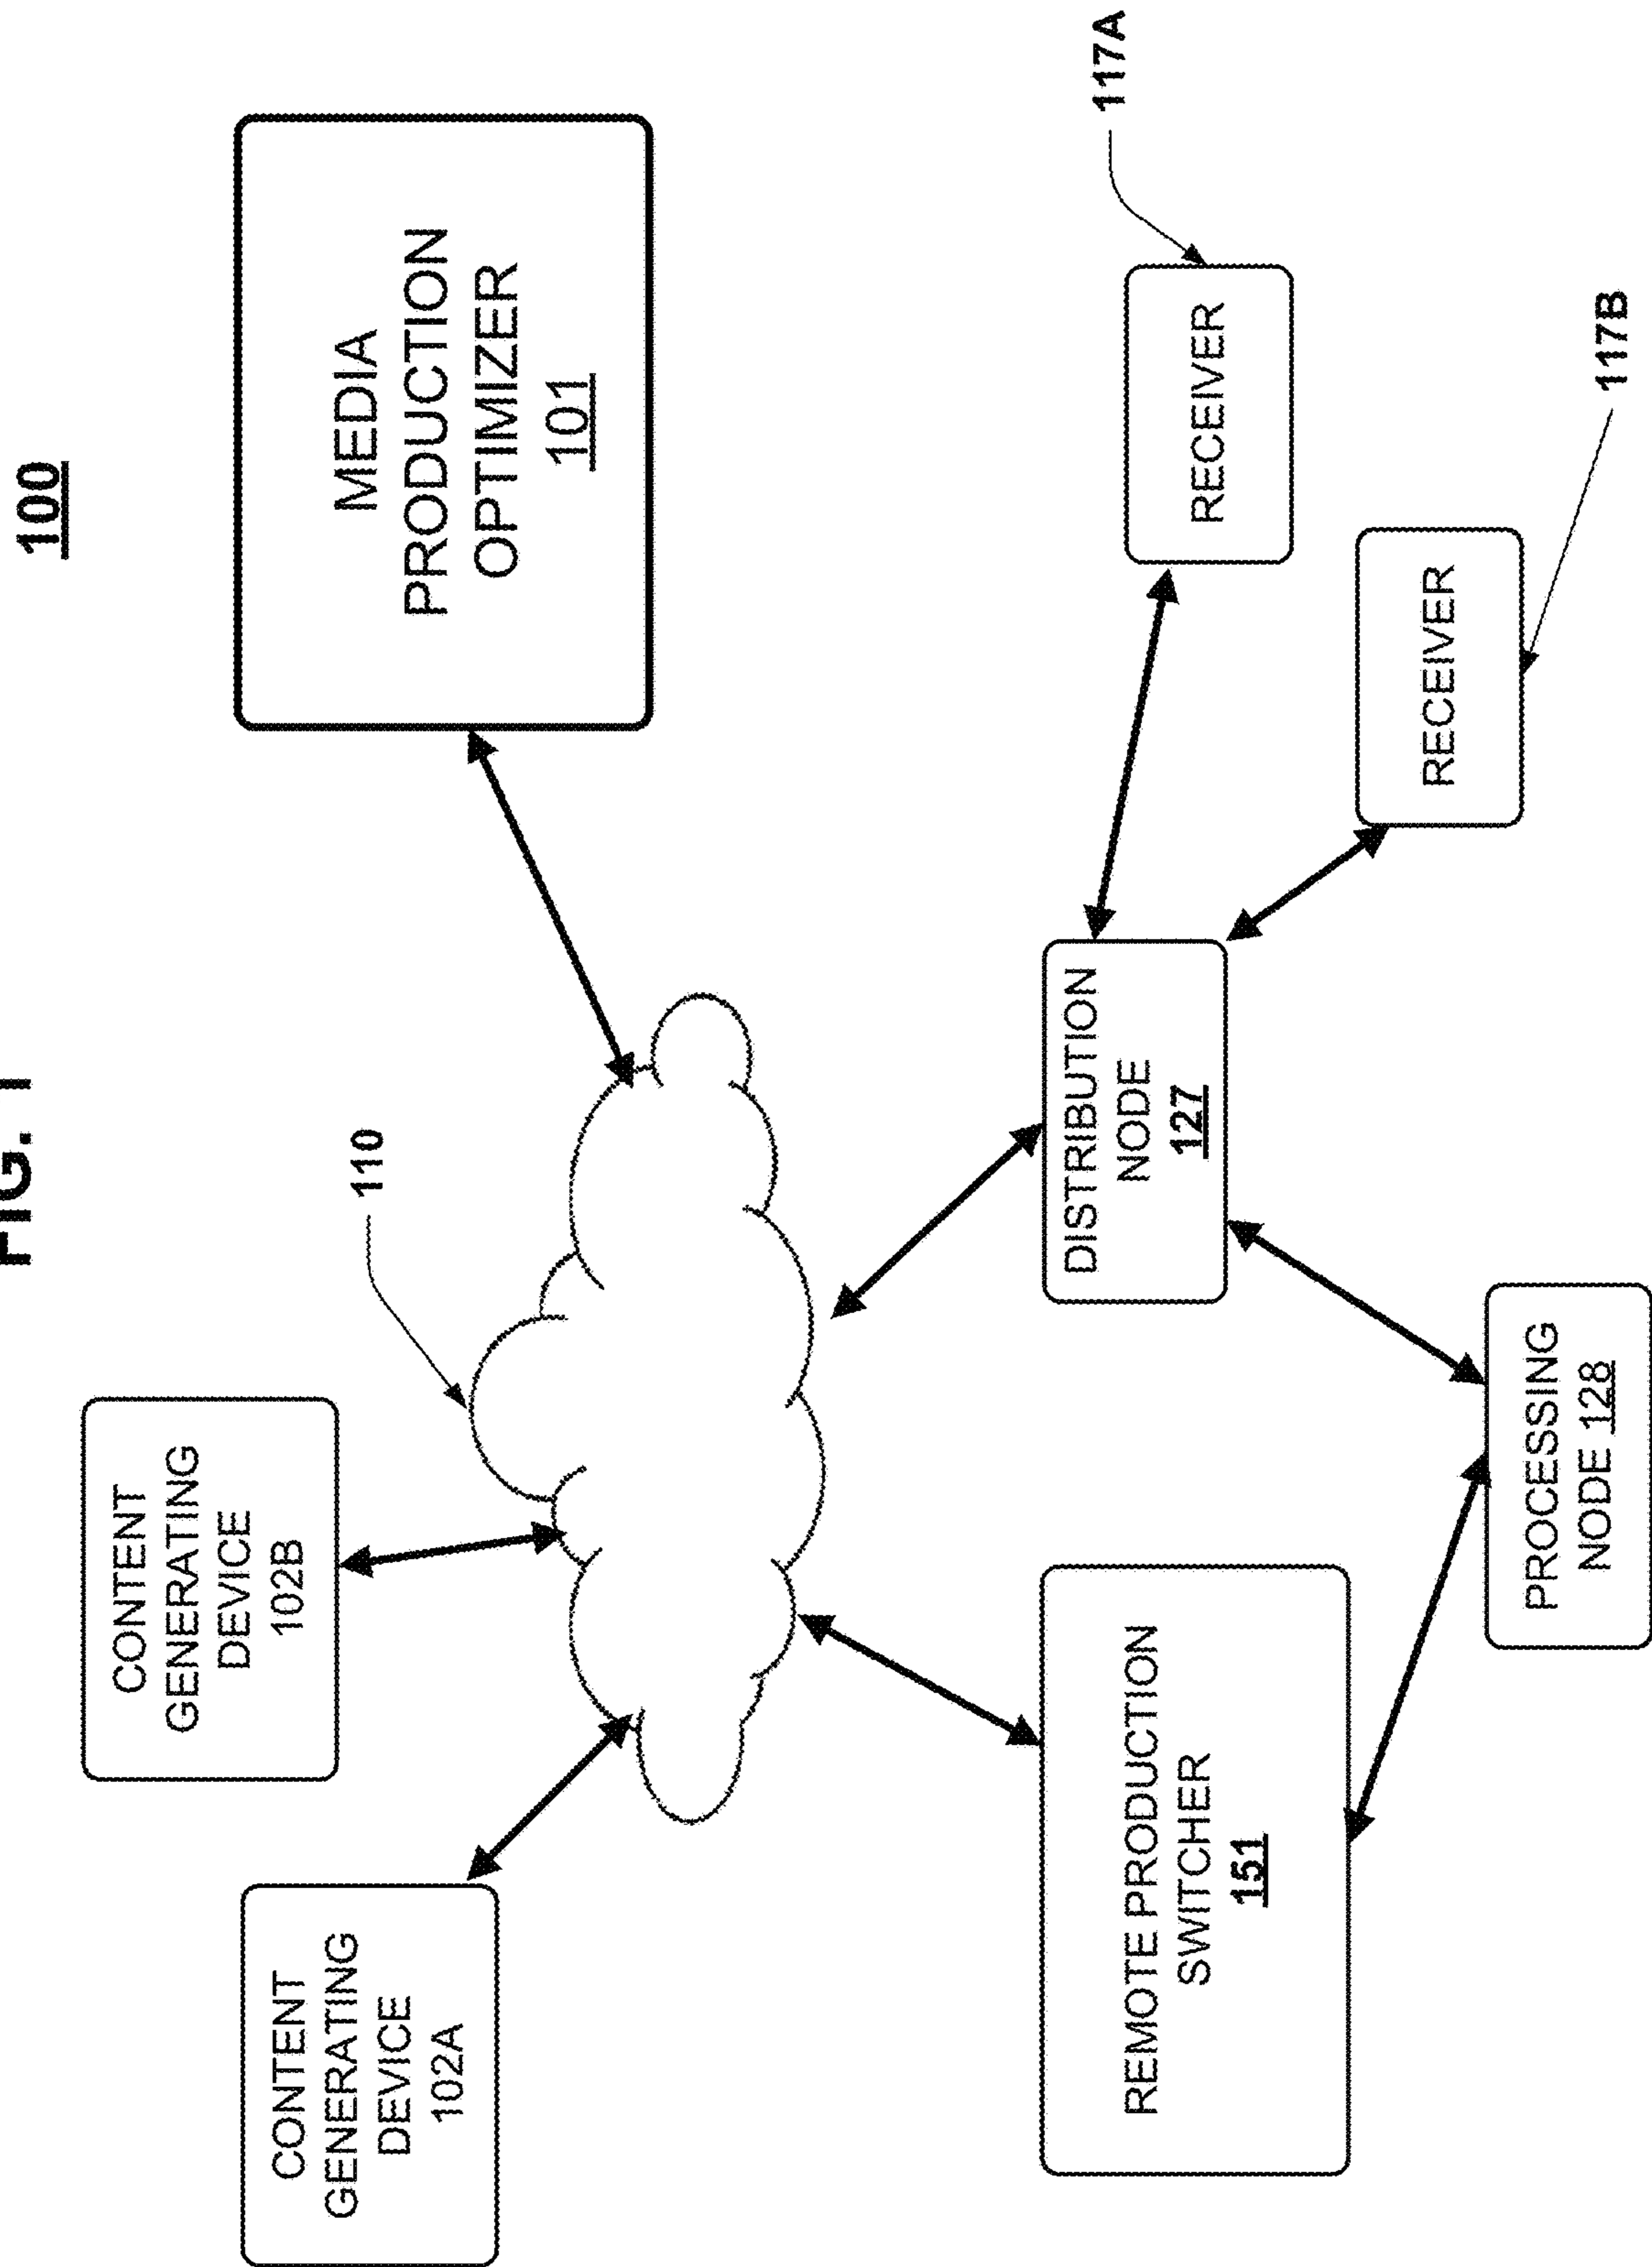 FIG. 1
100
CONTENT
GENERATING
DEVICE
102A
CONTENT
GENERATING
DEVICE
102B
110
MEDIA
PRODUCTION
OPTIMIZER
101
REMOTE PRODUCTION
SWITCHER
151
DISTRIBUTION
NODE
127
RECEIVER
117A
RECEIVER
117B
PROCESSING
NODE 128